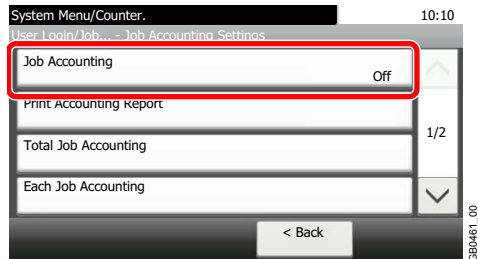 System Menu/Counter.
10:10
User Login/Job... - Job Accounting Settings
Job Accounting
Off
Print Accounting Report
1/2
Total Job Accounting
Each Job Accounting
< Back
GB0461_00